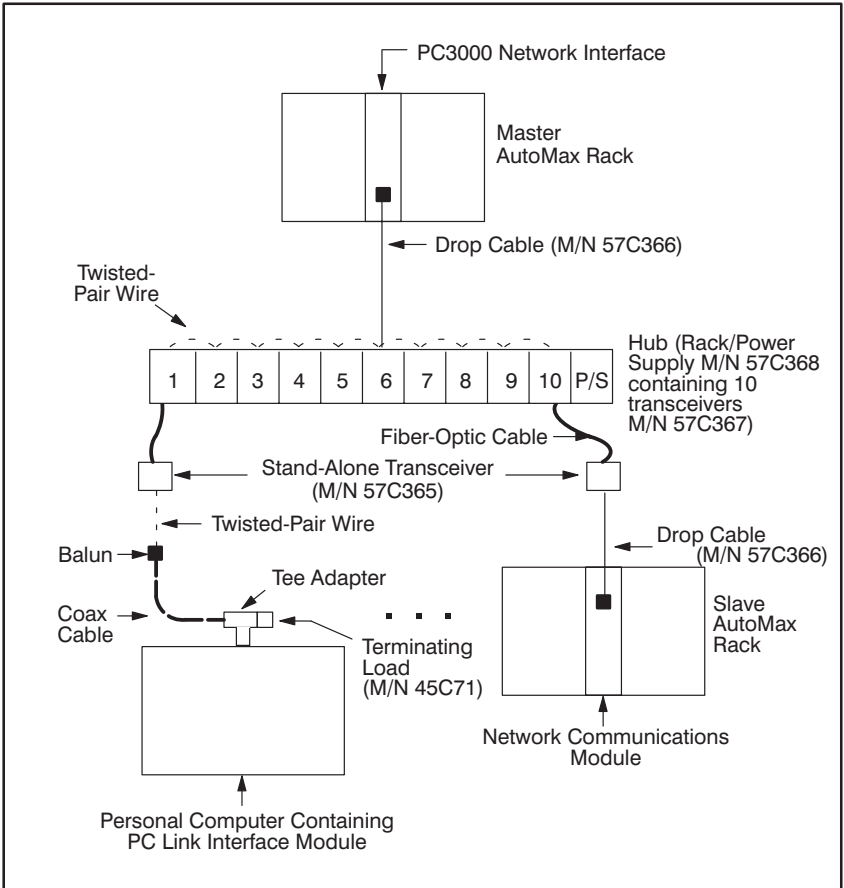 PC3000 Network Interface
Master
AutoMax Rack
Drop Cable (M/N 57C366)
Twisted-
Pair Wire
1 2 3 4 5 6 7 8 9 10 P/S
Hub (Rack/Power
Supply M/N 57C368
containing 10
transceivers
M/N 57C367)
Fiber-Optic Cable
Stand-Alone Transceiver
(M/N 57C365)
Twisted-Pair Wire
Drop Cable
(M/N 57C366)
Balun
Tee Adapter
Coax
Cable
Terminating
Load
(M/N 45C71)
Slave
AutoMax
Rack
Network Communications
Module
Personal Computer Containing
PC Link Interface Module